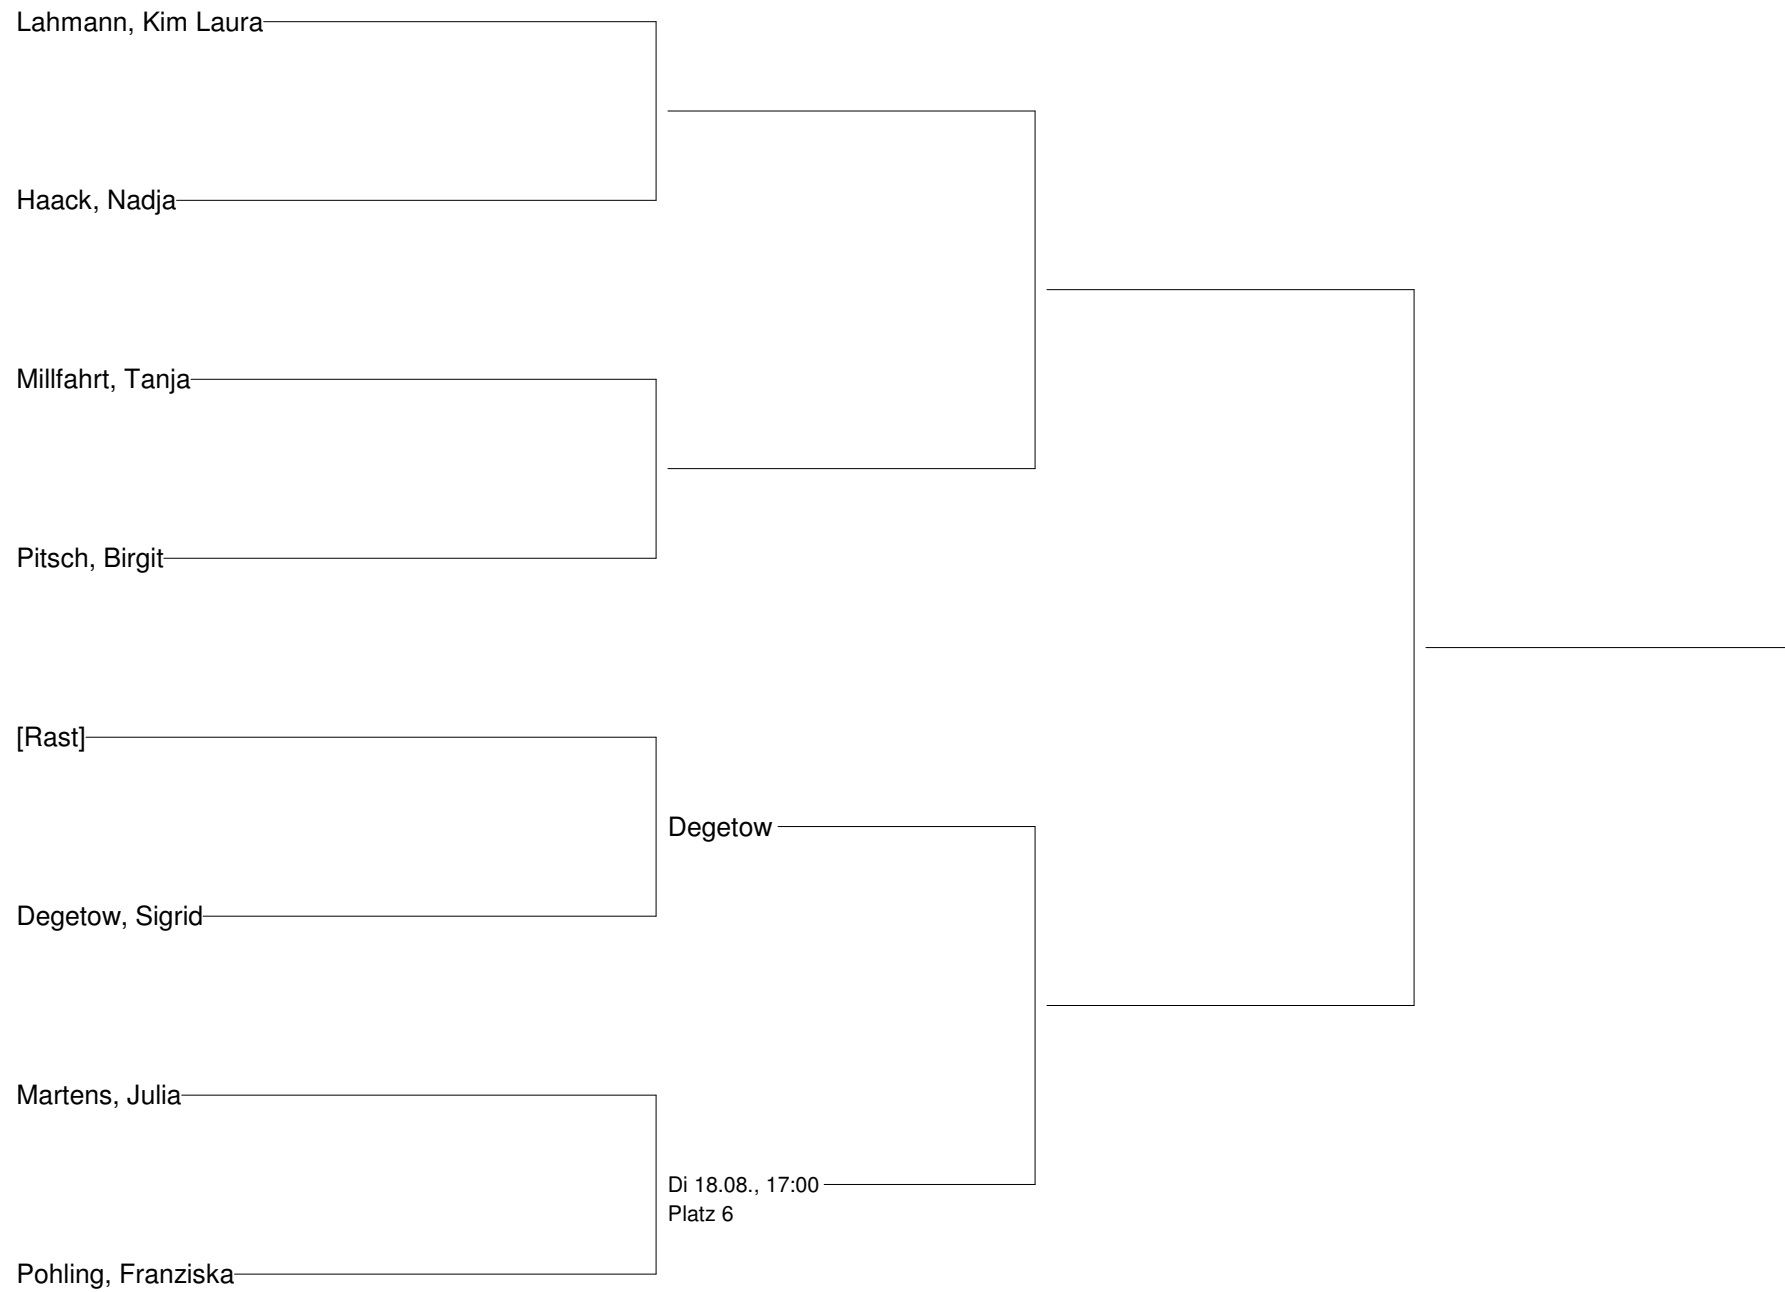 Lahmann, Kim Laura
Haack, Nadja
Millfahrt, Tanja
Pitsch, Birgit
[Rast]
Degetow
Degetow, Sigrid
Martens, Julia
Di 18.08., 17:00
Platz 6
Pohling, Franziska